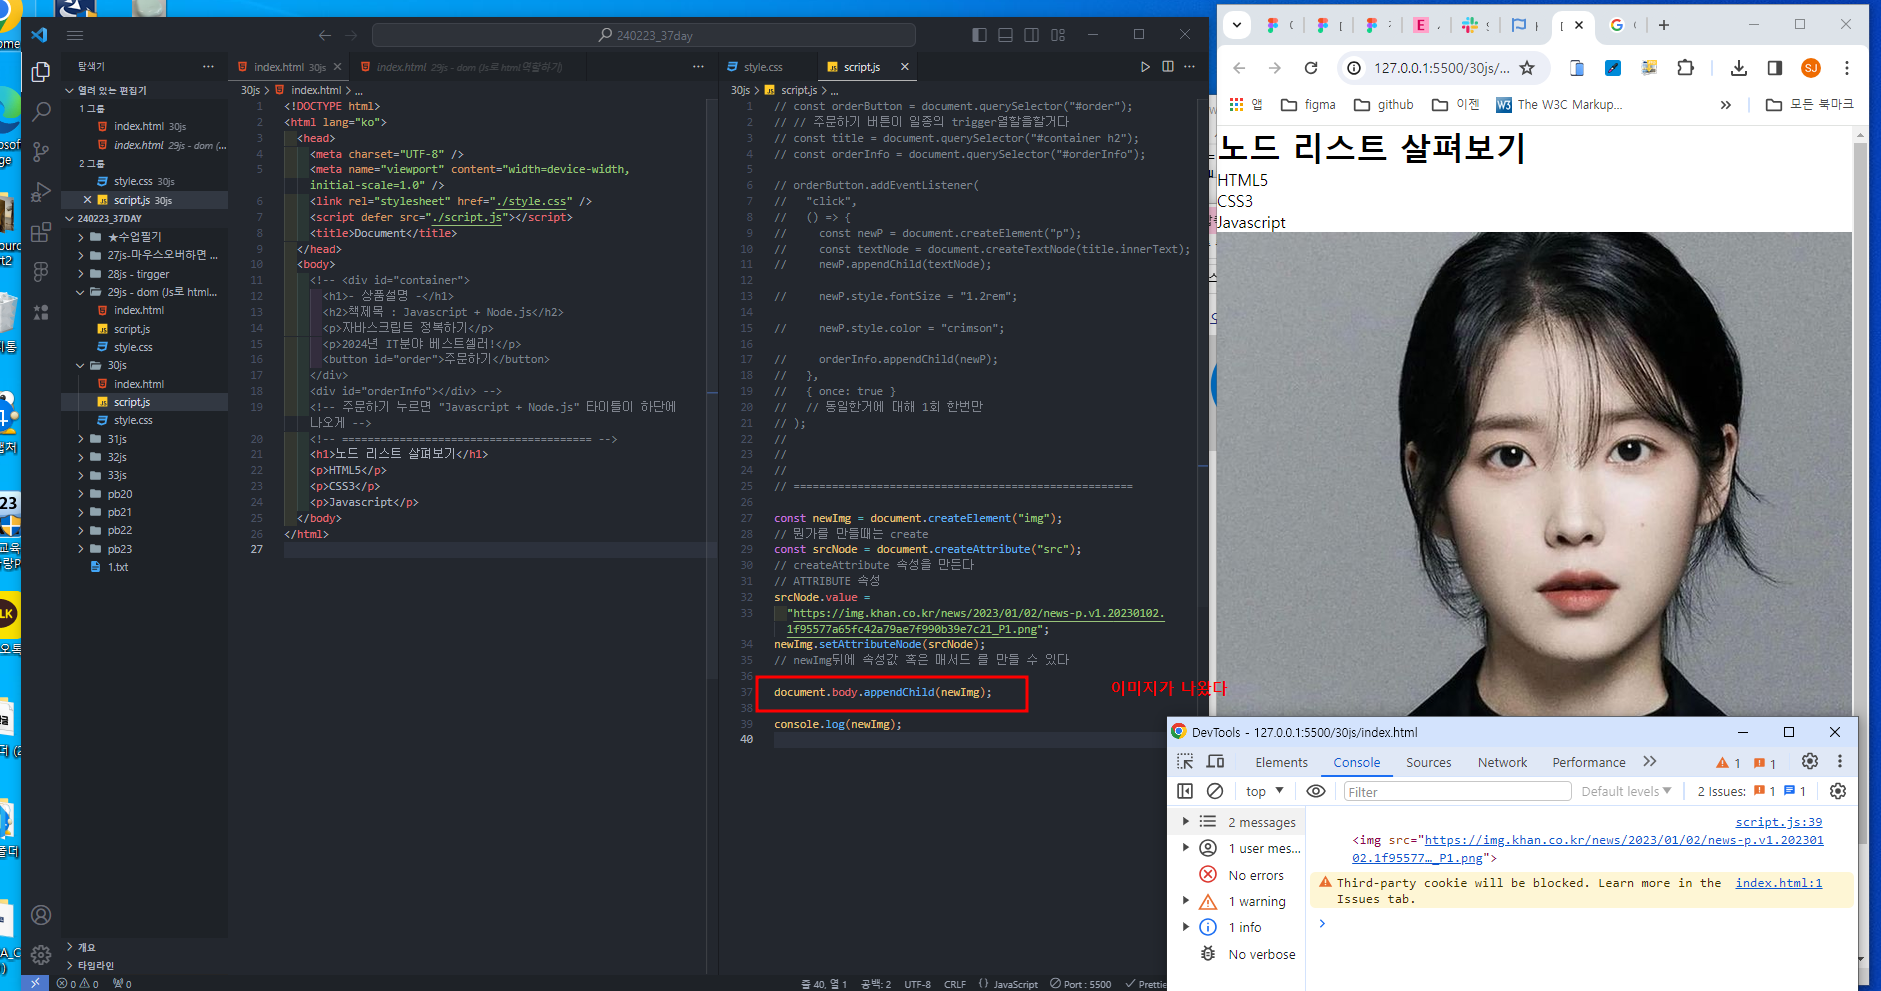 240223_37day
탐색기
열려 있는 편집기
1 그룹
index.html 30js
index.html 29js - dom (...
2 그룹
style.css 30js
script.js 30js
240223_37DAY
★수업필기
27js-마우스오버하면 ...
28js - tirgger
29js - dom (Js로 html...
index.html
script.js
style.css
30js
index.html
script.js
style.css
31js
32js
33js
pb20
pb21
pb22
pb23
1.txt
개요
타임라인
index.html 30js
index.html 29js - dom (Js로 html역할하기)
30js > index.html > ...
1 <!DOCTYPE html>
2 <html lang="ko">
3 <head>
4 <meta charset="UTF-8" />
5 <meta name="viewport" content="width=device-width,
initial-scale=1.0" />
6 <link rel="stylesheet" href="./style.css" />
7 <script defer src="./script.js"></script>
8 <title>Document</title>
9 </head>
10 <body>
11 <!-- <div id="container">
12 <h1>- 상품설명 -</h1>
13 <h2>책제목 : Javascript + Node.js</h2>
14 <p>자바스크립트 정복하기</p>
15 <p>2024년 IT분야 베스트셀러!</p>
16 <button id="order">주문하기</button>
17 </div>
18 <div id="orderInfo"></div> -->
19 <!-- 주문하기 누르면 "Javascript + Node.js" 타이틀이 하단에
나오게 -->
20 <!-- ======================================= -->
21 <h1>노드 리스트 살펴보기</h1>
22 <p>HTML5</p>
23 <p>CSS3</p>
24 <p>Javascript</p>
25 </body>
26 </html>
27
style.css
script.js
30js > script.js > ...
1 // const orderButton = document.querySelector("#order");
2 // // 주문하기 버튼이 일종의 trigger열할을할거다
3 // const title = document.querySelector("#container h2");
4 // const orderInfo = document.querySelector("#orderInfo");
5
6 // orderButton.addEventListener(
7 // "click",
8 // () => {
9 // const newP = document.createElement("p");
10 // const textNode = document.createTextNode(title.innerText);
11 // newP.appendChild(textNode);
12
13 // newP.style.fontSize = "1.2rem";
14
15 // newP.style.color = "crimson";
16
17 // orderInfo.appendChild(newP);
18 // },
19 // { once: true }
20 // // 동일한거에 대해 1회 한번만
21 // );
22 //
23 //
24 //
25 // =====================================================
26
27 const newImg = document.createElement("img");
28 // 뭔가를 만들때는 create
29 const srcNode = document.createAttribute("src");
30 // createAttribute 속성을 만든다
31 // ATTRIBUTE 속성
32 srcNode.value =
33 "https://img.khan.co.kr/news/2023/01/02/news-p.v1.20230102.
1f95577a65fc42a79ae7f990b39e7c21_P1.png";
34 newImg.setAttributeNode(srcNode);
35 // newImg뒤에 속성값 혹은 매서드 를 만들 수 있다
36
37 document.body.appendChild(newImg);
38
39 console.log(newImg);
40
이미지가 나왔다
0 0 0
줄 40, 열 1 공백: 2 UTF-8 CRLF {} JavaScript Port : 5500 Prettie
127.0.0.1:5500/30js/...
SJ
앱 figma github 이젠 W3 The W3C Markup... 모든 북마크
노드 리스트 살펴보기
HTML5
CSS3
Javascript
DevTools - 127.0.0.1:5500/30js/index.html
Elements Console Sources Network Performance 1 1
top Filter Default levels 2 Issues: 1 1
2 messages
1 user mes...
No errors
1 warning
1 info
No verbose
script.js:39
<img src="https://img.khan.co.kr/news/2023/01/02/news-p.v1.202301
02.1f95577…_P1.png">
Third-party cookie will be blocked. Learn more in the index.html:1
Issues tab.